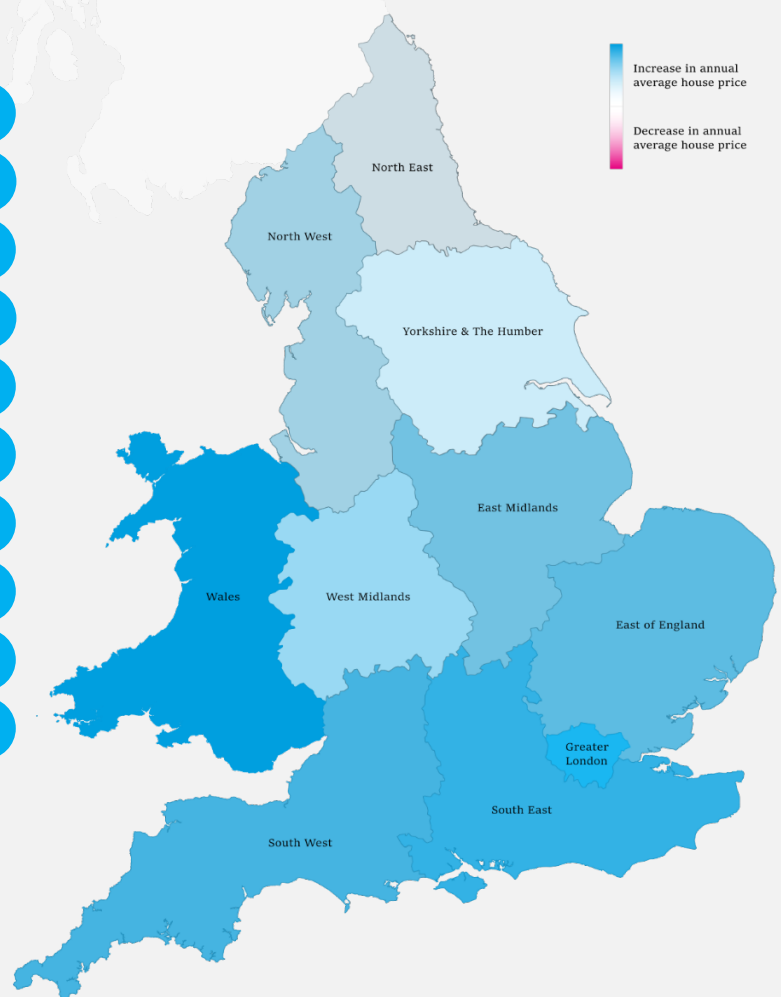 Increase in annual
average house price
Decrease in annual
average house price
North East
North West
Yorkshire & The Humber
East Midlands
Wales
West Midlands
East of England
Greater
London
South East
South West